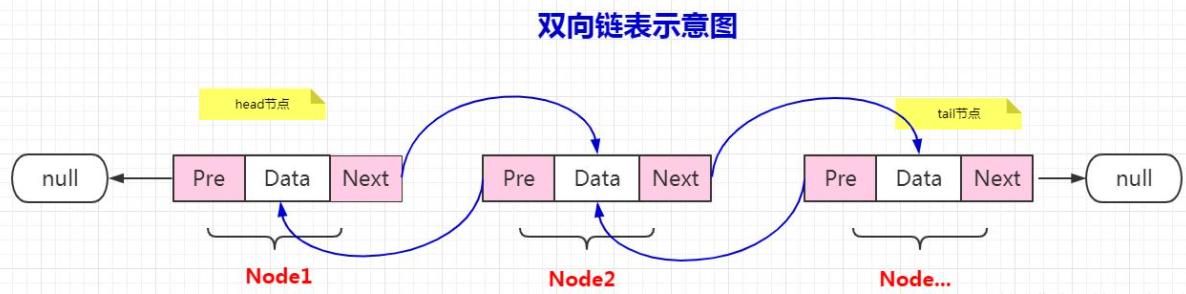 双向链表示意图
head节点
tail节点
null
Pre Data Next
Pre Data Next
Pre Data Next
null
Node1
Node2
Node...